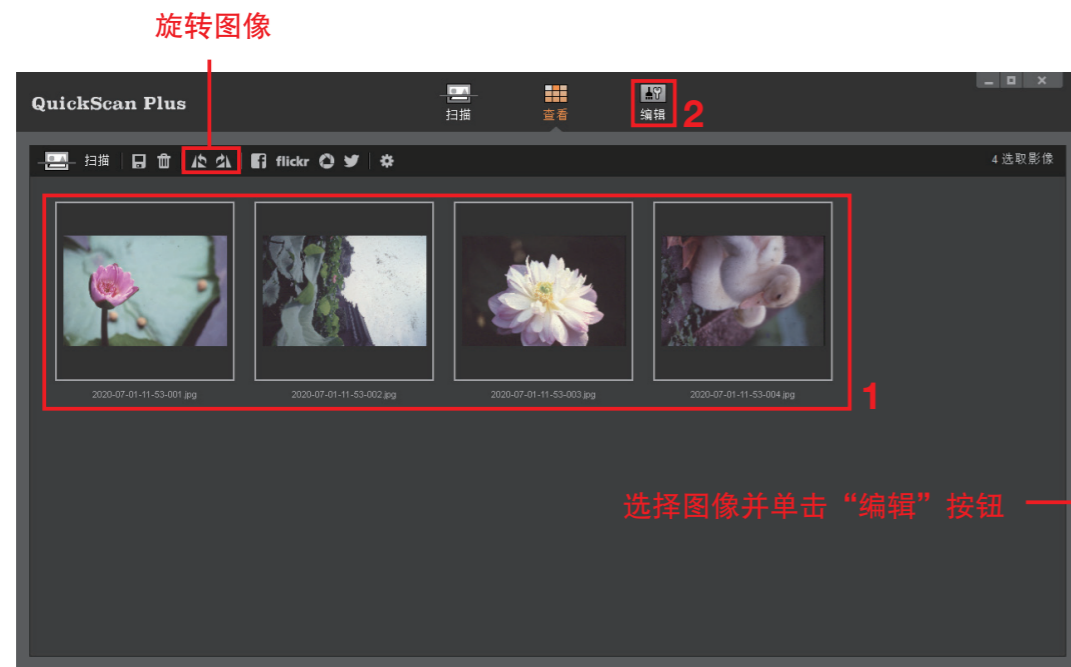 旋转图像
QuickScan Plus
扫描
查看
编辑
2
扫描
flickr
4 选取影像
2020-07-01-11-53-001.jpg
2020-07-01-11-53-002.jpg
2020-07-01-11-53-003.jpg
2020-07-01-11-53-004.jpg
1
选择图像并单击“编辑”按钮